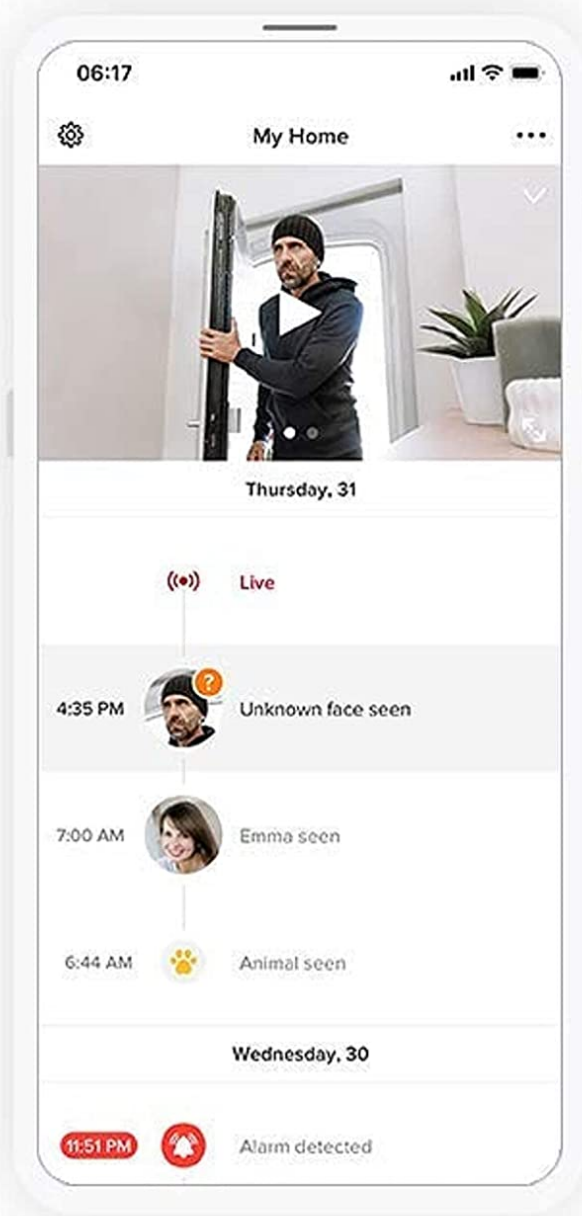 06:17
My Home
Thursday, 31
Live
?
4:35 PM Unknown face seen
7:00 AM Emma seen
6:44 AM Animal seen
Wednesday, 30
11:51 PM Alarm detected